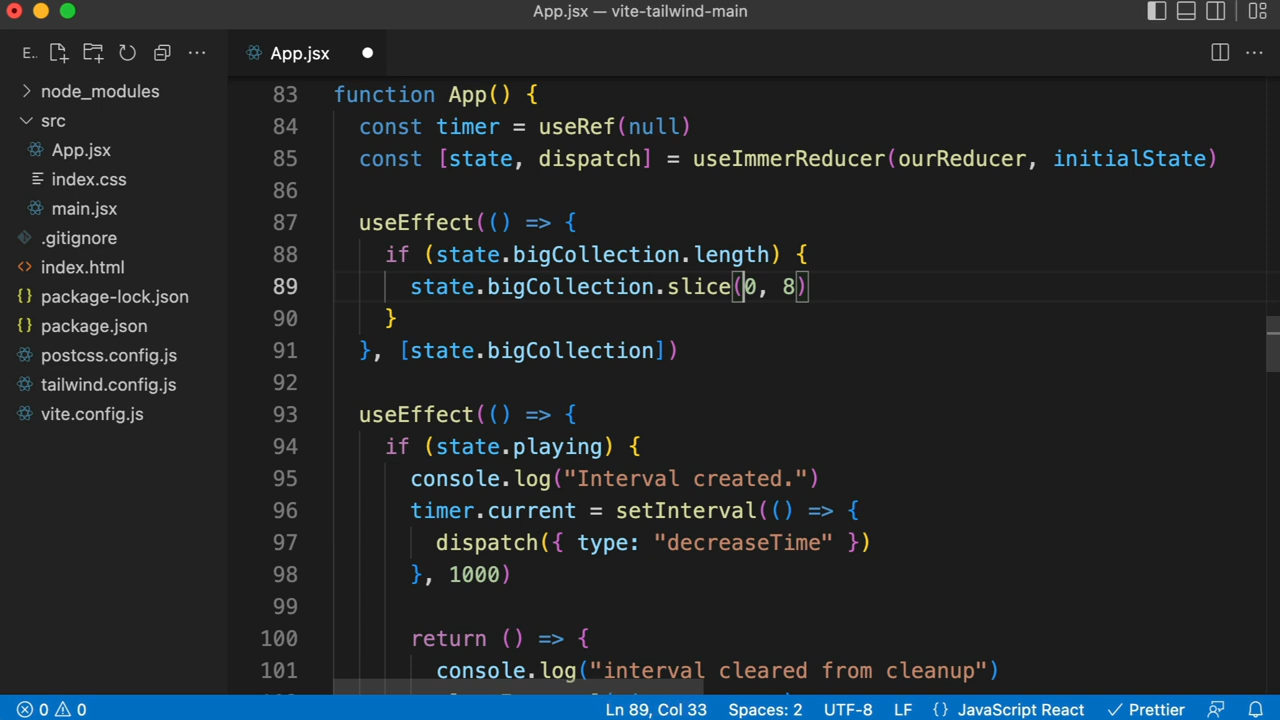 App.jsx — vite-tailwind-main
E..
App.jsx
node_modules
src
App.jsx
index.css
main.jsx
.gitignore
index.html
package-lock.json
package.json
postcss.config.js
tailwind.config.js
vite.config.js
83 function App() {
84 const timer = useRef(null)
85 const [state, dispatch] = useImmerReducer(ourReducer, initialState)
86
87 useEffect(() => {
88 if (state.bigCollection.length) {
89 state.bigCollection.slice(0, 8)
90 }
91 }, [state.bigCollection])
92
93 useEffect(() => {
94 if (state.playing) {
95 console.log("Interval created.")
96 timer.current = setInterval(() => {
97 dispatch({ type: "decreaseTime" })
98 }, 1000)
99
100 return () => {
101 console.log("interval cleared from cleanup")
0 0 Ln 89, Col 33 Spaces: 2 UTF-8 LF {} JavaScript React Prettier